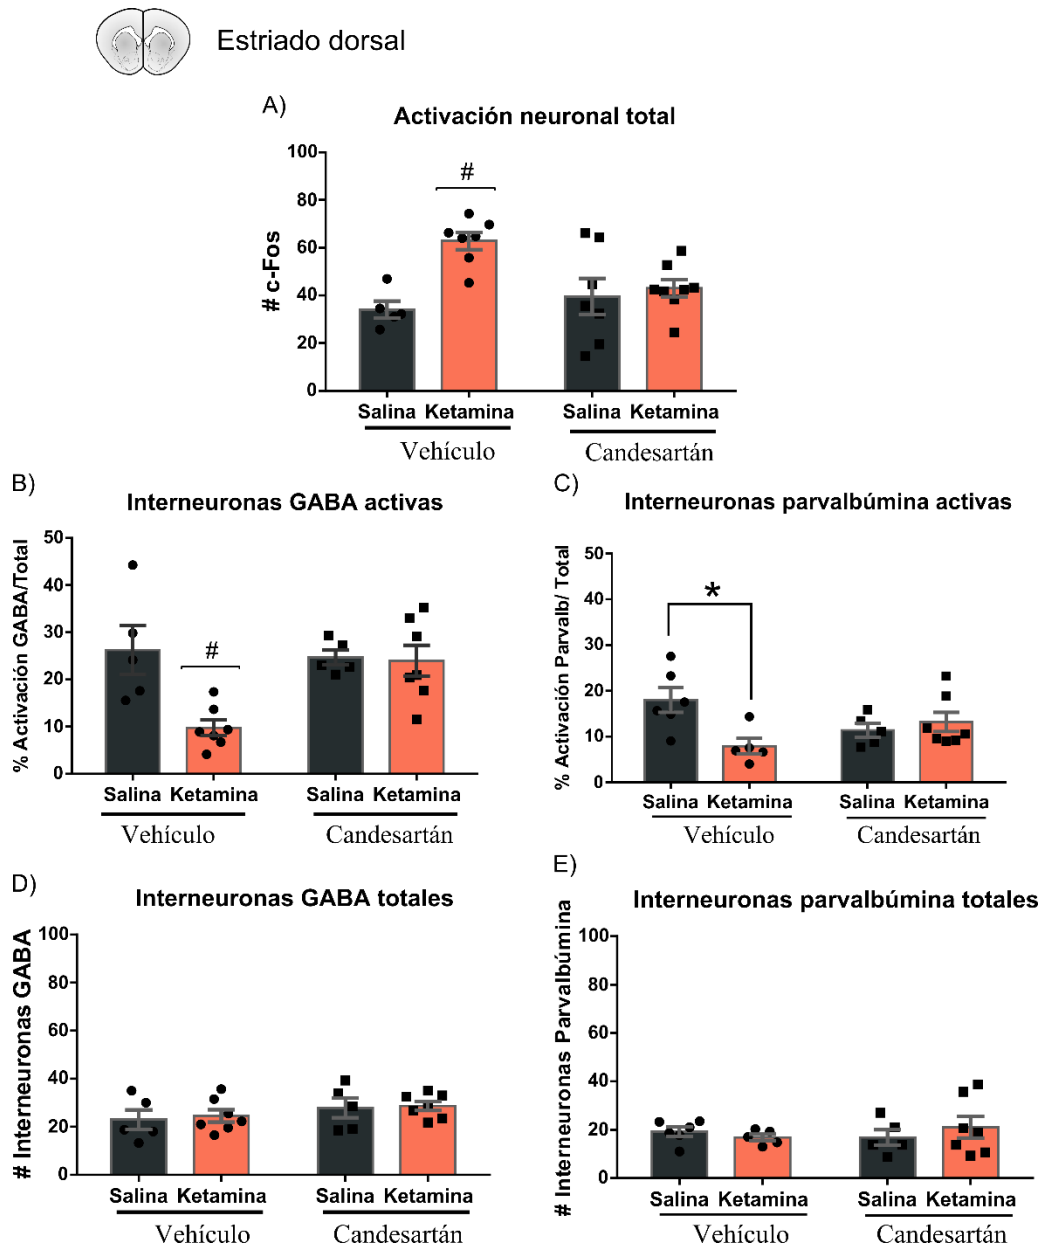 Estriado dorsal
A)
Activación neuronal total
# c-Fos
100
80
60
40
20
0
#
Salina Ketamina Salina Ketamina
Vehículo Candesartán
B)
Interneuronas GABA activas
% Activación GABA/Total
50
40
30
20
10
0
#
Salina Ketamina Salina Ketamina
Vehículo Candesartán
C)
Interneuronas parvalbúmina activas
% Activación Parvalb/ Total
50
40
30
20
10
0
*
Salina Ketamina Salina Ketamina
Vehículo Candesartán
D)
Interneuronas GABA totales
# Interneuronas GABA
100
80
60
40
20
0
Salina Ketamina Salina Ketamina
Vehículo Candesartán
E)
Interneuronas parvalbúmina totales
# Interneuronas Parvalbúmina
100
80
60
40
20
0
Salina Ketamina Salina Ketamina
Vehículo Candesartán